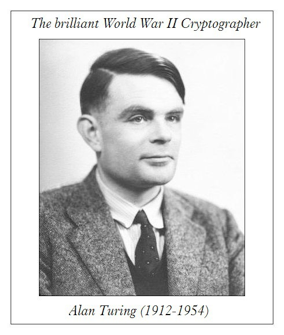 The brilliant World War II Cryptographer
Alan Turing (1912-1954)